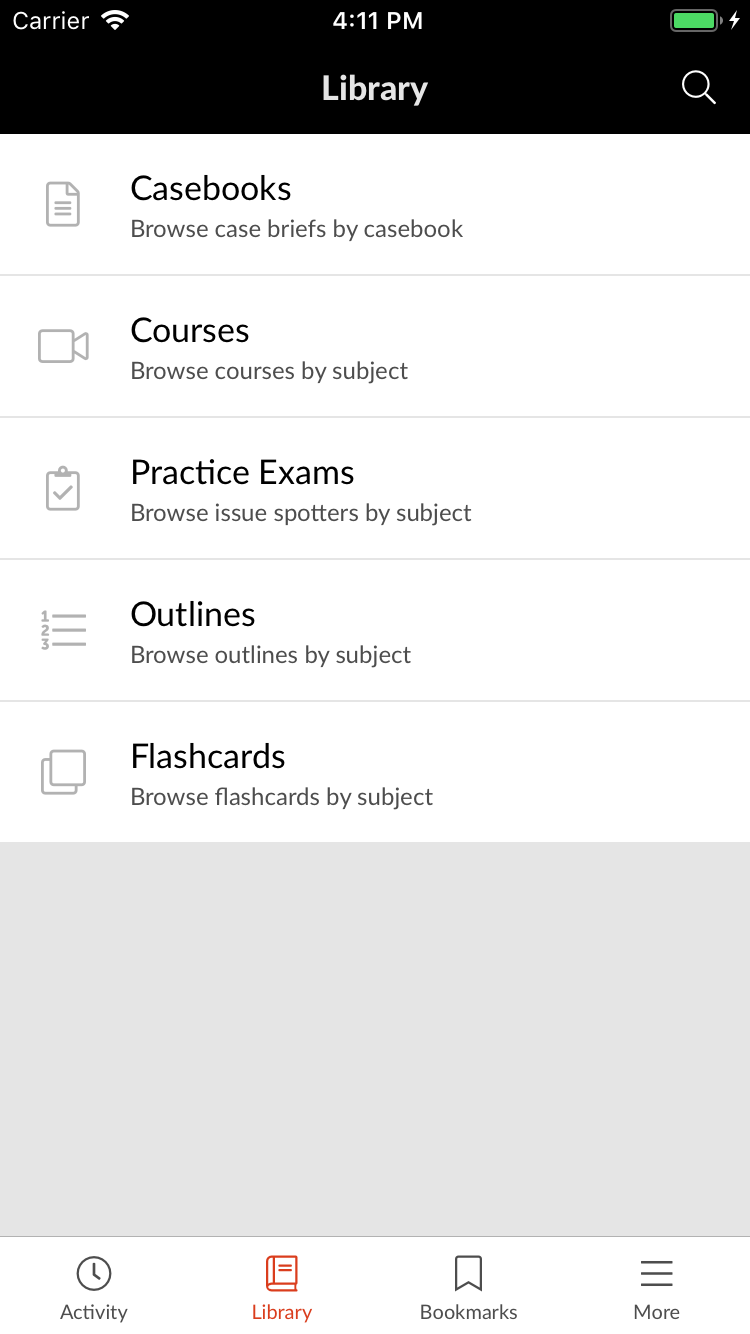 Carrier 4:11 PM
Library
Casebooks
Browse case briefs by casebook
Courses
Browse courses by subject
Practice Exams
Browse issue spotters by subject
1
2
3
Outlines
Browse outlines by subject
Flashcards
Browse flashcards by subject
Activity Library Bookmarks More